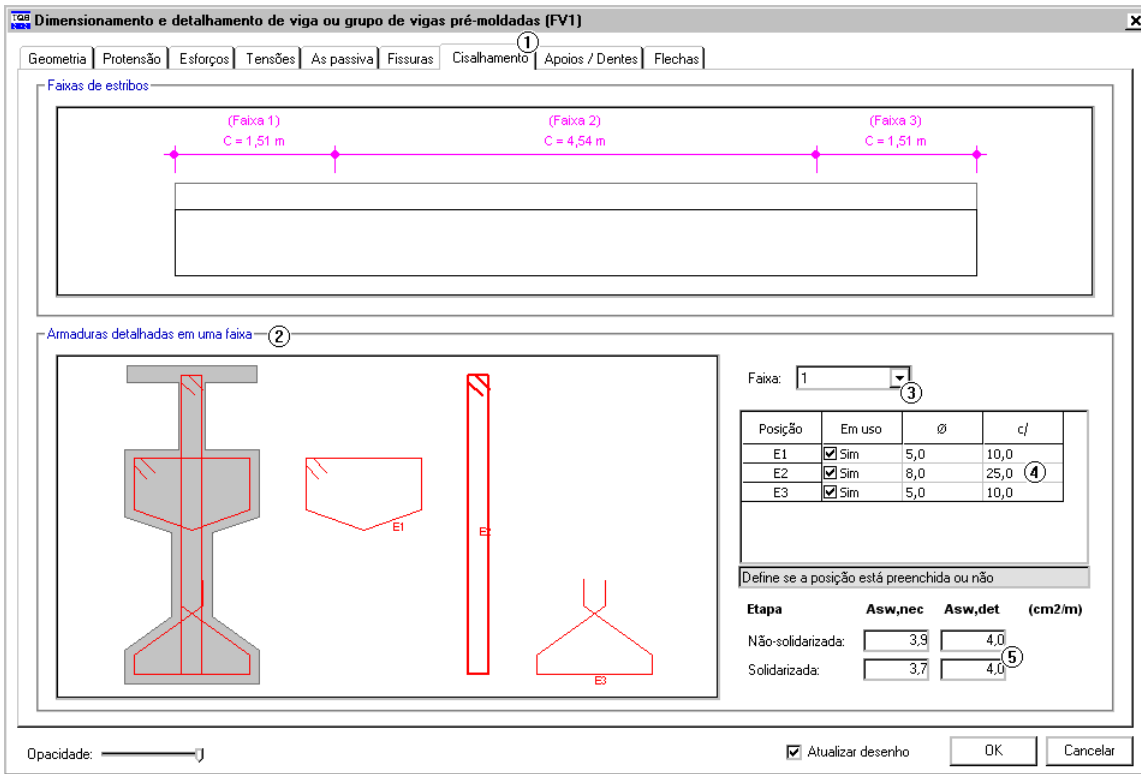 TQS
Dimensionamento e detalhamento de viga ou grupo de vigas pré-moldadas (FV1)
Geometria Protensão Esforços Tensões As passiva Fissuras Cisalhamento 1 Apoios / Dentes Flechas
Faixas de estribos
(Faixa 1) (Faixa 2) (Faixa 3)
C = 1,51 m C = 4,54 m C = 1,51 m
Armaduras detalhadas em uma faixa 2
E1
E2
E3
Faixa: 1
3
Posição Em uso Ø c/
E1 Sim 5,0 10,0
E2 Sim 8,0 25,0 4
E3 Sim 5,0 10,0
Define se a posição está preenchida ou não
Etapa Asw,nec Asw,det (cm2/m)
Não-solidarizada: 3,9 4,0
5
Solidarizada: 3,7 4,0
Opacidade: Atualizar desenho OK Cancelar